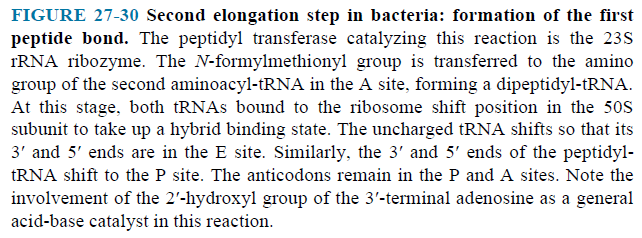 FIGURE 27-30 Second elongation step in bacteria: formation of the first
peptide bond. The peptidyl transferase catalyzing this reaction is the 23S
rRNA ribozyme. The N-formylmethionyl group is transferred to the amino
group of the second aminoacyl-tRNA in the A site, forming a dipeptidyl-tRNA.
At this stage, both tRNAs bound to the ribosome shift position in the 50S
subunit to take up a hybrid binding state. The uncharged tRNA shifts so that its
3′ and 5′ ends are in the E site. Similarly, the 3′ and 5′ ends of the peptidyl-
tRNA shift to the P site. The anticodons remain in the P and A sites. Note the
involvement of the 2′-hydroxyl group of the 3′-terminal adenosine as a general
acid-base catalyst in this reaction.